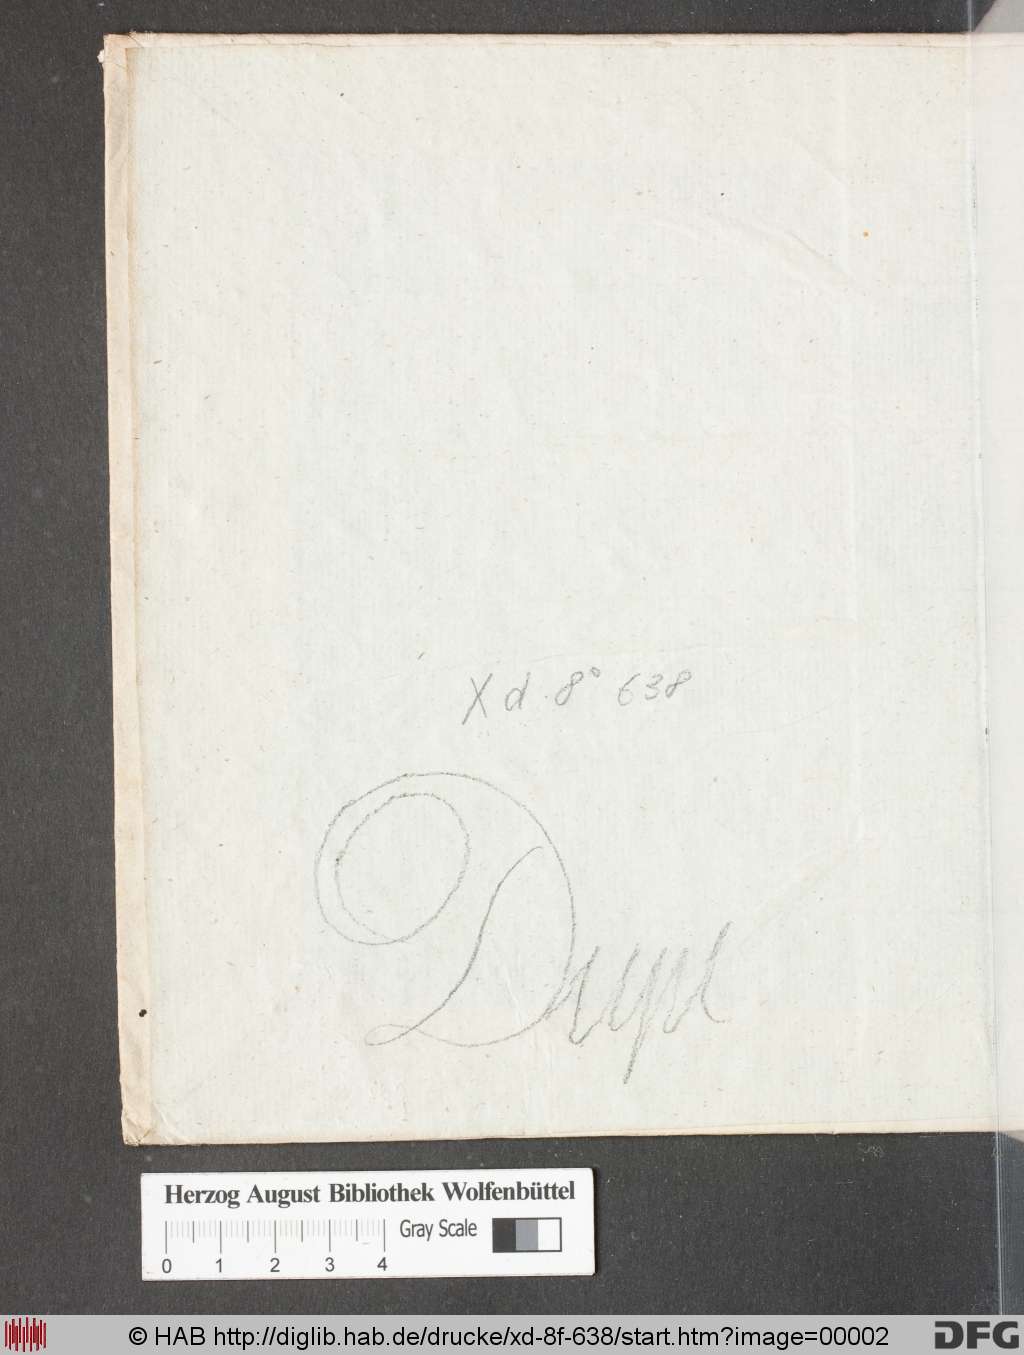 Xd. 8° 638
Herzog August Bibliothek Wolfenbüttel
Gray Scale
0 1 2 3 4
© HAB http://diglib.hab.de/drucke/xd-8f-638/start.htm?image=00002
DFG